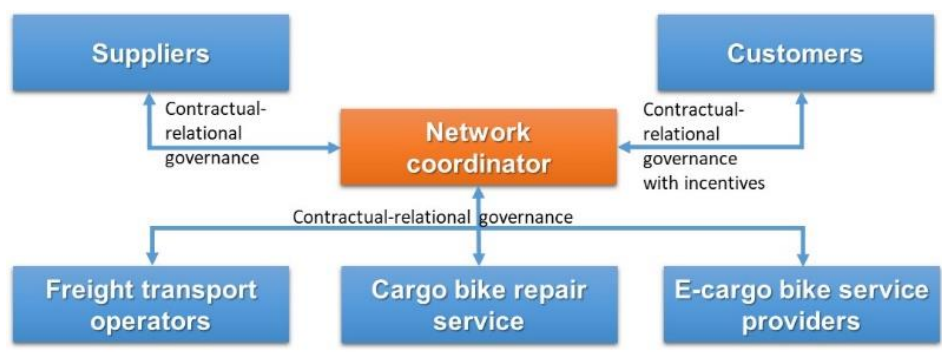 Suppliers
Customers
Contractual-
relational
governance
Network
coordinator
Contractual-
relational
governance
with incentives
Contractual-relational governance
Freight transport
operators
Cargo bike repair
service
E-cargo bike service
providers